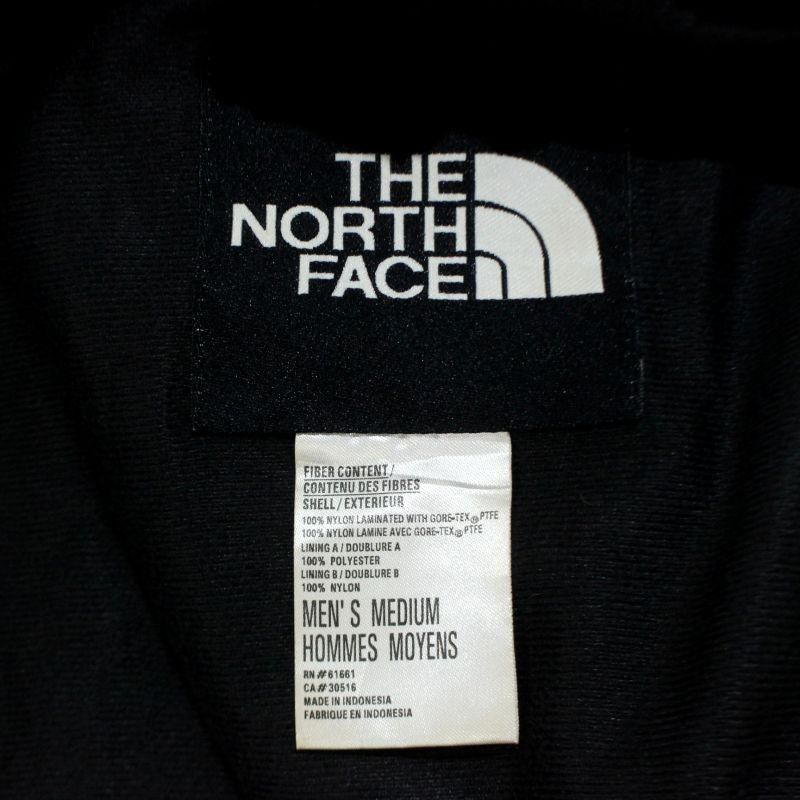 THE
NORTH
FACE
FIBER CONTENT/
CONTENU DES FIBRES
SHELL/EXTERIEUR
100% NYLON LAMINATED WITH GORE-TEX® PTFE
100% NYLON LAMINE AVEC GORE-TEX® PTFE
LINING A / DOUBLURE A
100% POLYESTER
LINING B / DOUBLURE B
100% NYLON
MEN'S MEDIUM
HOMMES MOYENS
RN# 61661
CA# 30516
MADE IN INDONESIA
FABRIQUE EN INDONESIA